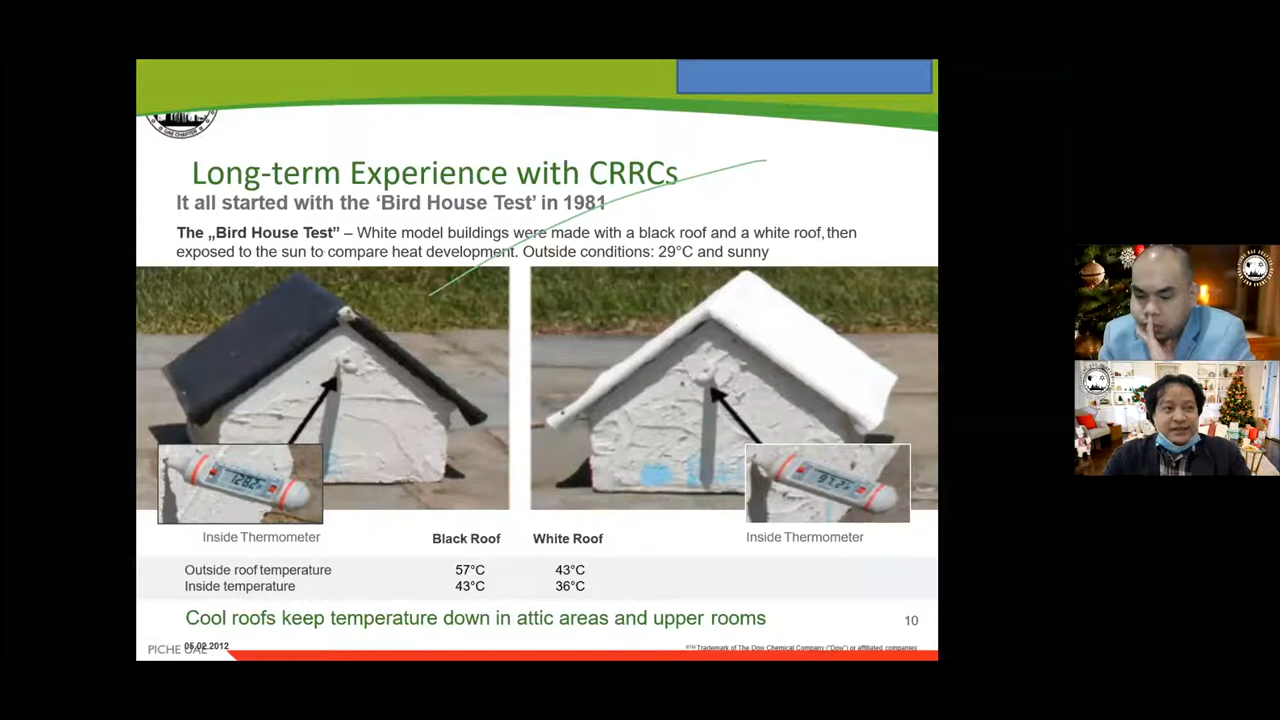 UAE CHAPTER
Long-term Experience with CRRCs
It all started with the 'Bird House Test' in 1981
The „Bird House Test" – White model buildings were made with a black roof and a white roof, then
exposed to the sun to compare heat development. Outside conditions: 29°C and sunny
Inside Thermometer
Black Roof White Roof
Inside Thermometer
Outside roof temperature 57°C 43°C
Inside temperature 43°C 36°C
Cool roofs keep temperature down in attic areas and upper rooms
10
PICHE UAE
05.02.2012
®™ Trademark of The Dow Chemical Company ("Dow") or affiliated companies